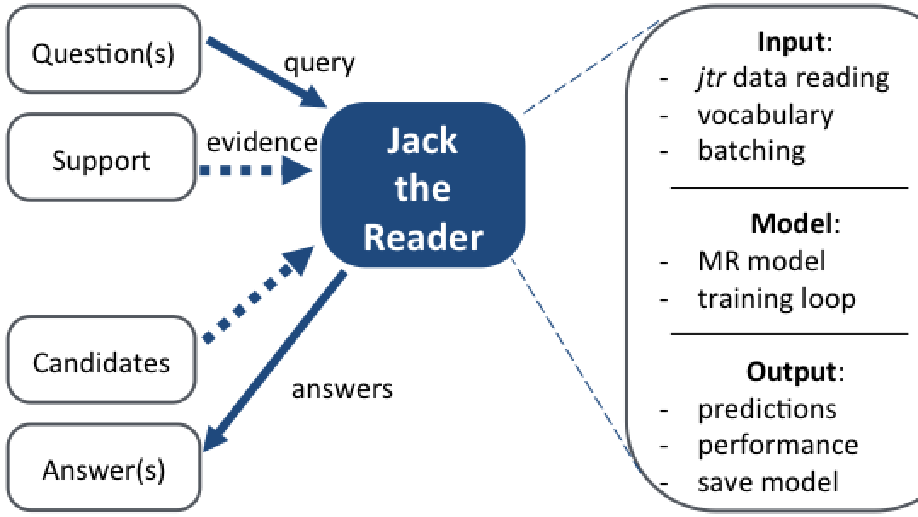 Question(s)
query
Support
evidence
Jack
the
Reader
Candidates
answers
Answer(s)
Input:
- jtr data reading
- vocabulary
- batching
Model:
- MR model
- training loop
Output:
- predictions
- performance
- save model